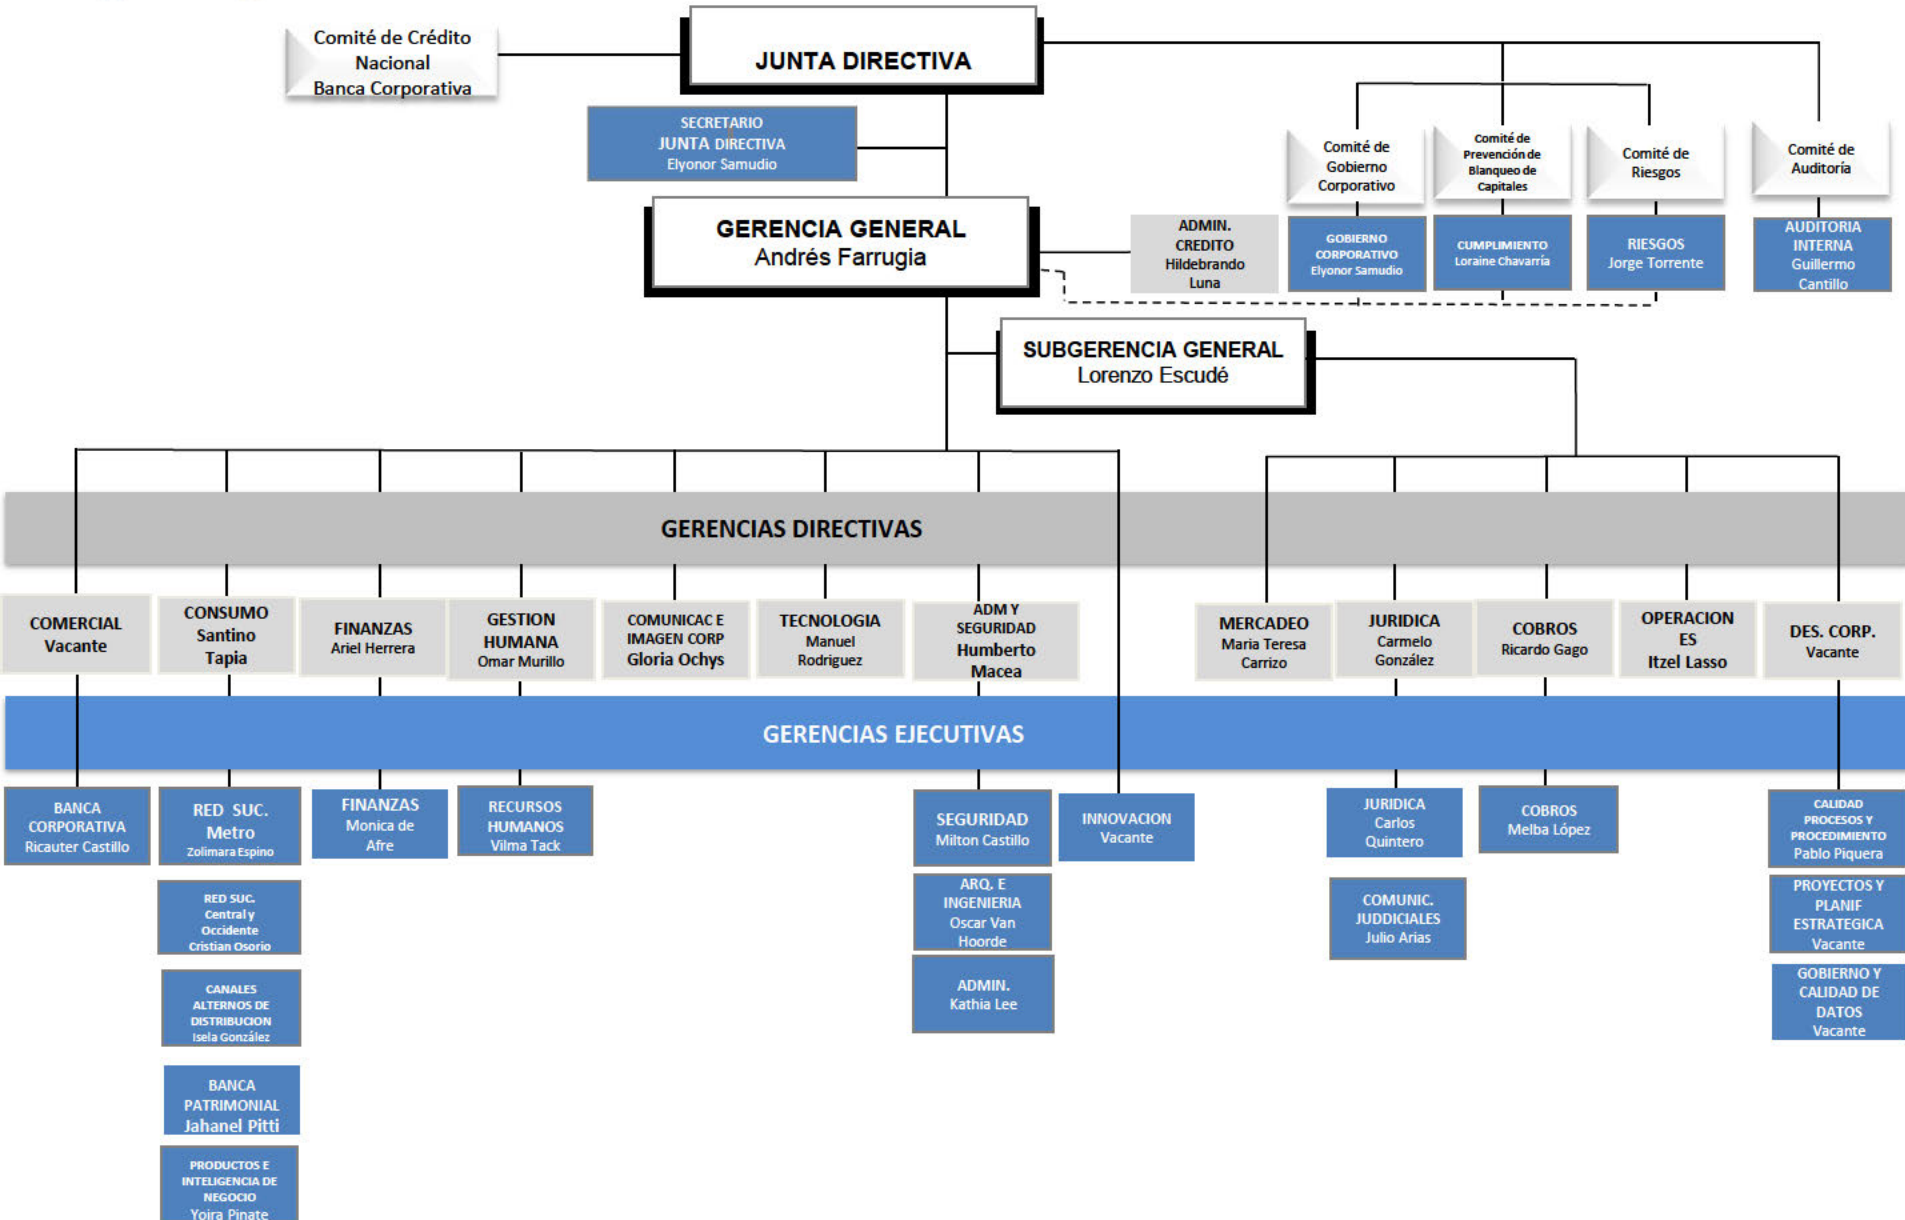 Comité de Crédito
Nacional
Banca Corporativa
JUNTA DIRECTIVA
SECRETARIO
JUNTA DIRECTIVA
Elyonor Samudio
Comité de
Gobierno
Corporativo
Comité de
Prevención de
Blanqueo de
Capitales
Comité de
Riesgos
Comité de
Auditoría
GERENCIA GENERAL
Andrés Farrugia
ADMIN.
CREDITO
Hildebrando
Luna
GOBIERNO
CORPORATIVO
Elyonor Samudio
CUMPLIMIENTO
Loraine Chavarría
RIESGOS
Jorge Torrente
AUDITORIA
INTERNA
Guillermo
Cantillo
SUBGERENCIA GENERAL
Lorenzo Escudé
GERENCIAS DIRECTIVAS
COMERCIAL
Vacante
CONSUMO
Santino
Tapia
FINANZAS
Ariel Herrera
GESTION
HUMANA
Omar Murillo
COMUNICAC E
IMAGEN CORP
Gloria Ochys
TECNOLOGIA
Manuel
Rodriguez
ADM Y
SEGURIDAD
Humberto
Macea
MERCADEO
Maria Teresa
Carrizo
JURIDICA
Carmelo
González
COBROS
Ricardo Gago
OPERACION
ES
Itzel Lasso
DES. CORP.
Vacante
GERENCIAS EJECUTIVAS
BANCA
CORPORATIVA
Ricauter Castillo
RED SUC.
Metro
Zolimara Espino
FINANZAS
Monica de
Afre
RECURSOS
HUMANOS
Vilma Tack
SEGURIDAD
Milton Castillo
INNOVACION
Vacante
JURIDICA
Carlos
Quintero
COBROS
Melba López
CALIDAD
PROCESOS Y
PROCEDIMIENTO
Pablo Piquera
RED SUC.
Central y
Occidente
Cristian Osorio
ARQ. E
INGENIERIA
Oscar Van
Hoorde
COMUNIC.
JUDDICIALES
Julio Arias
PROYECTOS Y
PLANIF
ESTRATEGICA
Vacante
CANALES
ALTERNOS DE
DISTRIBUCION
Isela González
ADMIN.
Kathia Lee
GOBIERNO Y
CALIDAD DE
DATOS
Vacante
BANCA
PATRIMONIAL
Jahanel Pitti
PRODUCTOS E
INTELIGENCIA DE
NEGOCIO
Yoira Pinate